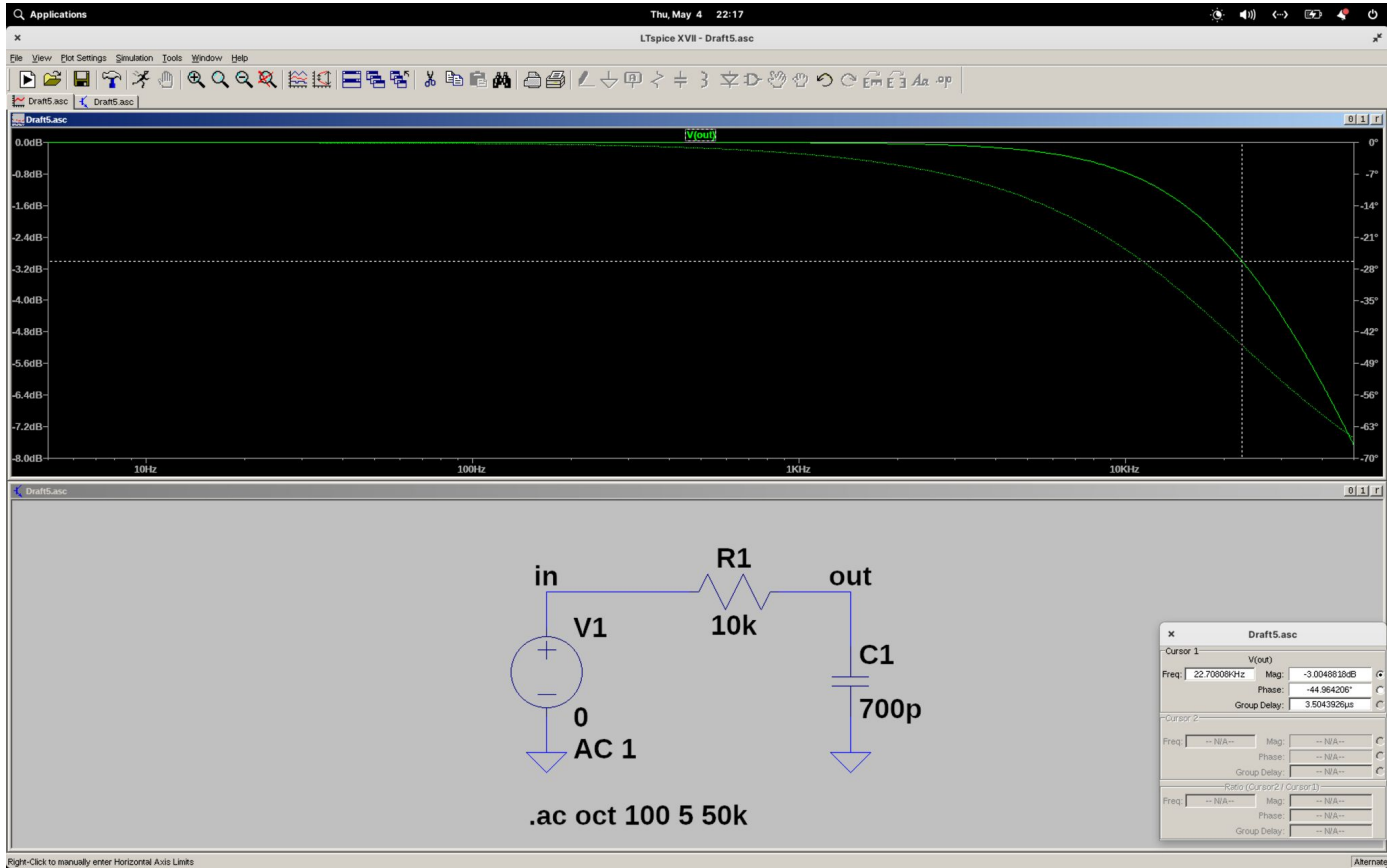 Applications
Thu, May 4 22:17
LTspice XVII - Draft5.asc
File View Plot Settings Simulation Tools Window Help
Draft5.asc Draft5.asc
Draft5.asc
V(out)
0.0dB
-0.8dB
-1.6dB
-2.4dB
-3.2dB
-4.0dB
-4.8dB
-5.6dB
-6.4dB
-7.2dB
-8.0dB
0°
-7°
-14°
-21°
-28°
-35°
-42°
-49°
-56°
-63°
-70°
10Hz 100Hz 1KHz 10KHz
Draft5.asc
in
R1
out
10k
V1
0
AC 1
C1
700p
.ac oct 100 5 50k
Draft5.asc
Cursor 1
V(out)
Freq: 22.70808KHz Mag: -3.0048818dB
Phase: -44.964206°
Group Delay: 3.5043926µs
Cursor 2
Freq: -- N/A-- Mag: -- N/A--
Phase: -- N/A--
Group Delay: -- N/A--
Ratio (Cursor2 / Cursor1)
Freq: -- N/A-- Mag: -- N/A--
Phase: -- N/A--
Group Delay: -- N/A--
Right-Click to manually enter Horizontal Axis Limits
Alternate